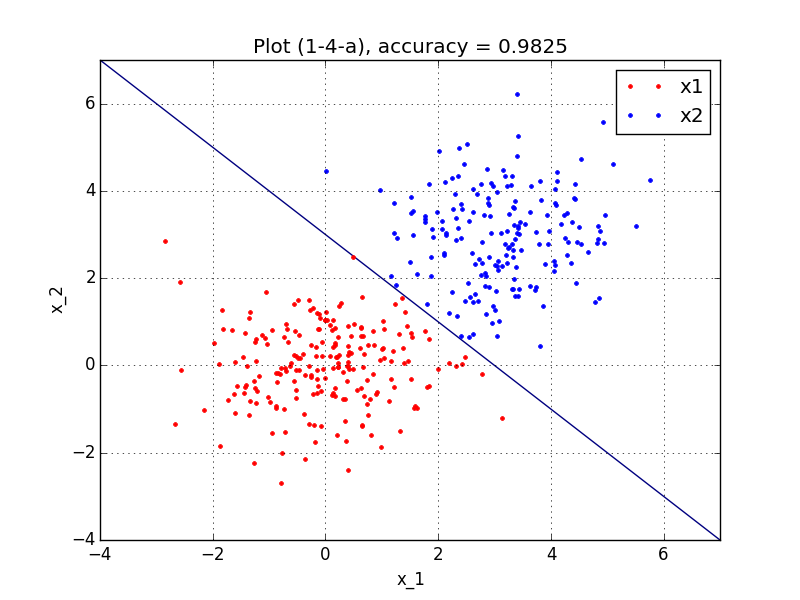 Plot (1-4-a), accuracy = 0.9825
x1
x2
6
4
2
0
−2
−4
x_2
−4 −2 0 2 4 6
x_1